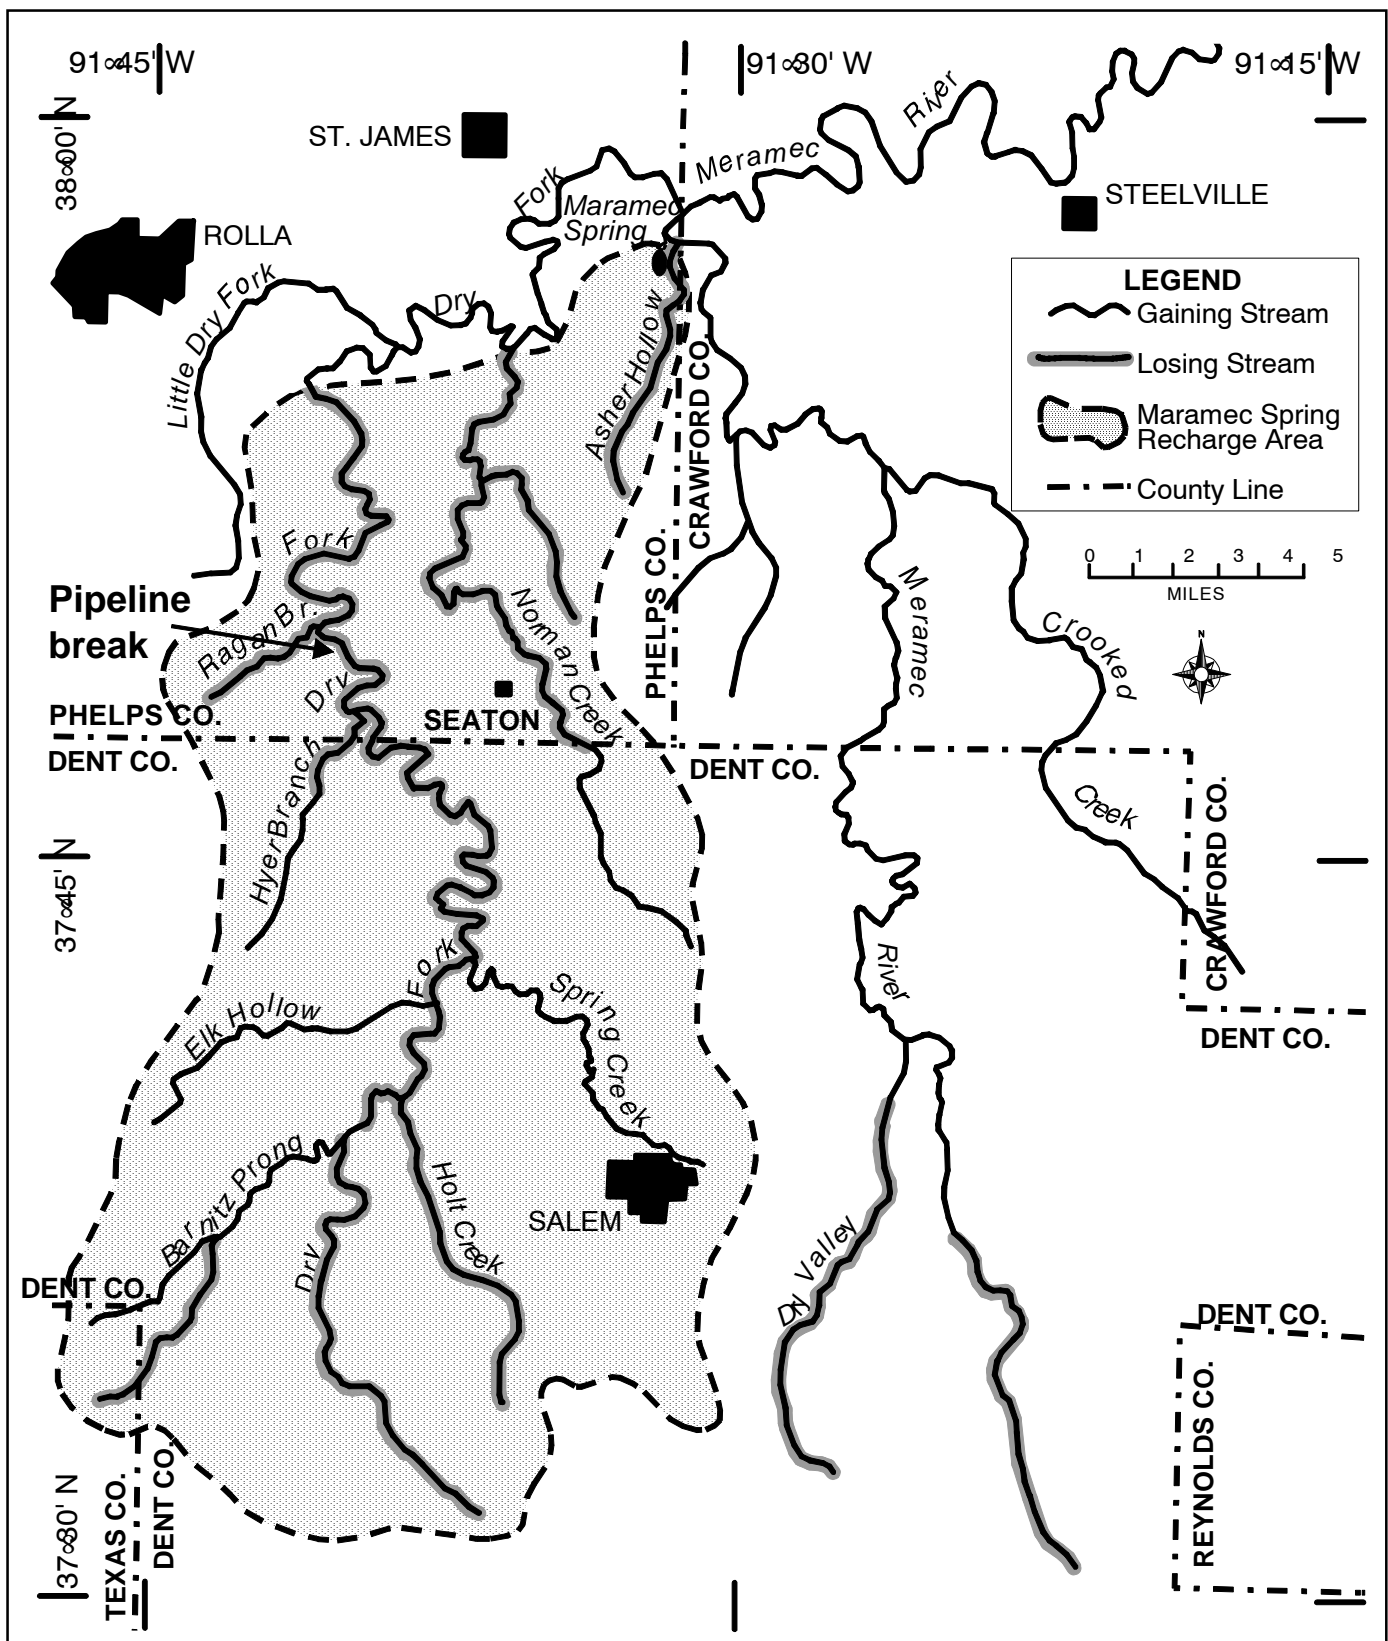 91∞45' W
91∞30' W
91∞15' W
38∞00' N
ST. JAMES
River
Meramec
STEELVILLE
Fork
Maramec
Spring
ROLLA
LEGEND
Gaining Stream
Losing Stream
Maramec Spring
Recharge Area
County Line
Little Dry Fork
Dry
Asher Hollow
CRAWFORD CO.
PHELPS CO.
0 1 2 3 4 5
MILES
N
Fork
Pipeline
break
Ragan Br.
Norman Creek
Meramec
Crooked
Dry
PHELPS CO.
SEATON
DENT CO.
DENT CO.
Hyer Branch
Creek
CRAWFORD CO.
37∞45' N
Fork
River
Elk Hollow
Spring Creek
DENT CO.
Barnitz Prong
Holt Creek
SALEM
Dry
Dry Valley
DENT CO.
DENT CO.
REYNOLDS CO.
37∞30' N
TEXAS CO.
DENT CO.